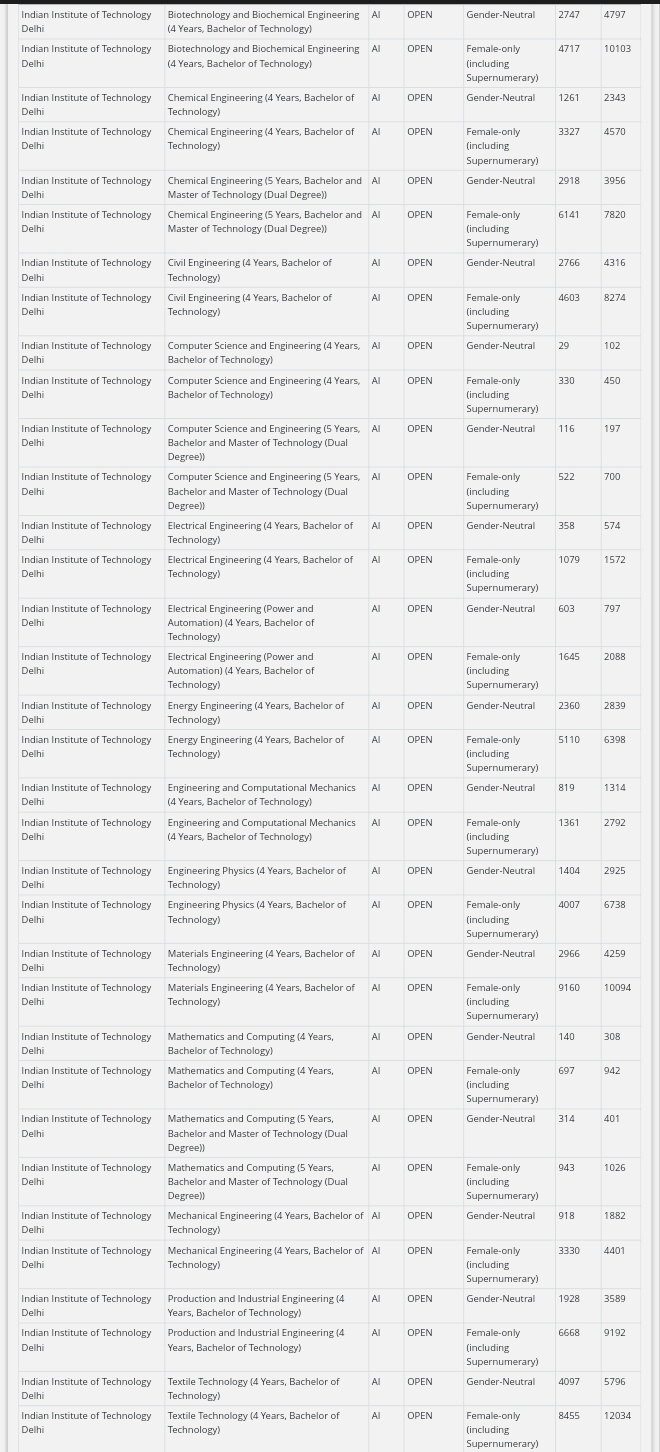 Indian Institute of Technology Delhi Biotechnology and Biochemical Engineering (4 Years, Bachelor of Technology) AI OPEN Gender-Neutral 2747 4797
Indian Institute of Technology Delhi Biotechnology and Biochemical Engineering (4 Years, Bachelor of Technology) AI OPEN Female-only (including Supernumerary) 4717 10103
Indian Institute of Technology Delhi Chemical Engineering (4 Years, Bachelor of Technology) AI OPEN Gender-Neutral 1261 2343
Indian Institute of Technology Delhi Chemical Engineering (4 Years, Bachelor of Technology) AI OPEN Female-only (including Supernumerary) 3327 4570
Indian Institute of Technology Delhi Chemical Engineering (5 Years, Bachelor and Master of Technology (Dual Degree)) AI OPEN Gender-Neutral 2918 3956
Indian Institute of Technology Delhi Chemical Engineering (5 Years, Bachelor and Master of Technology (Dual Degree)) AI OPEN Female-only (including Supernumerary) 6141 7820
Indian Institute of Technology Delhi Civil Engineering (4 Years, Bachelor of Technology) AI OPEN Gender-Neutral 2766 4316
Indian Institute of Technology Delhi Civil Engineering (4 Years, Bachelor of Technology) AI OPEN Female-only (including Supernumerary) 4603 8274
Indian Institute of Technology Delhi Computer Science and Engineering (4 Years, Bachelor of Technology) AI OPEN Gender-Neutral 29 102
Indian Institute of Technology Delhi Computer Science and Engineering (4 Years, Bachelor of Technology) AI OPEN Female-only (including Supernumerary) 330 450
Indian Institute of Technology Delhi Computer Science and Engineering (5 Years, Bachelor and Master of Technology (Dual Degree)) AI OPEN Gender-Neutral 116 197
Indian Institute of Technology Delhi Computer Science and Engineering (5 Years, Bachelor and Master of Technology (Dual Degree)) AI OPEN Female-only (including Supernumerary) 522 700
Indian Institute of Technology Delhi Electrical Engineering (4 Years, Bachelor of Technology) AI OPEN Gender-Neutral 358 574
Indian Institute of Technology Delhi Electrical Engineering (4 Years, Bachelor of Technology) AI OPEN Female-only (including Supernumerary) 1079 1572
Indian Institute of Technology Delhi Electrical Engineering (Power and Automation) (4 Years, Bachelor of Technology) AI OPEN Gender-Neutral 603 797
Indian Institute of Technology Delhi Electrical Engineering (Power and Automation) (4 Years, Bachelor of Technology) AI OPEN Female-only (including Supernumerary) 1645 2088
Indian Institute of Technology Delhi Energy Engineering (4 Years, Bachelor of Technology) AI OPEN Gender-Neutral 2360 2839
Indian Institute of Technology Delhi Energy Engineering (4 Years, Bachelor of Technology) AI OPEN Female-only (including Supernumerary) 5110 6398
Indian Institute of Technology Delhi Engineering and Computational Mechanics (4 Years, Bachelor of Technology) AI OPEN Gender-Neutral 819 1314
Indian Institute of Technology Delhi Engineering and Computational Mechanics (4 Years, Bachelor of Technology) AI OPEN Female-only (including Supernumerary) 1361 2792
Indian Institute of Technology Delhi Engineering Physics (4 Years, Bachelor of Technology) AI OPEN Gender-Neutral 1404 2925
Indian Institute of Technology Delhi Engineering Physics (4 Years, Bachelor of Technology) AI OPEN Female-only (including Supernumerary) 4007 6738
Indian Institute of Technology Delhi Materials Engineering (4 Years, Bachelor of Technology) AI OPEN Gender-Neutral 2966 4259
Indian Institute of Technology Delhi Materials Engineering (4 Years, Bachelor of Technology) AI OPEN Female-only (including Supernumerary) 9160 10094
Indian Institute of Technology Delhi Mathematics and Computing (4 Years, Bachelor of Technology) AI OPEN Gender-Neutral 140 308
Indian Institute of Technology Delhi Mathematics and Computing (4 Years, Bachelor of Technology) AI OPEN Female-only (including Supernumerary) 697 942
Indian Institute of Technology Delhi Mathematics and Computing (5 Years, Bachelor and Master of Technology (Dual Degree)) AI OPEN Gender-Neutral 314 401
Indian Institute of Technology Delhi Mathematics and Computing (5 Years, Bachelor and Master of Technology (Dual Degree)) AI OPEN Female-only (including Supernumerary) 943 1026
Indian Institute of Technology Delhi Mechanical Engineering (4 Years, Bachelor of Technology) AI OPEN Gender-Neutral 918 1882
Indian Institute of Technology Delhi Mechanical Engineering (4 Years, Bachelor of Technology) AI OPEN Female-only (including Supernumerary) 3330 4401
Indian Institute of Technology Delhi Production and Industrial Engineering (4 Years, Bachelor of Technology) AI OPEN Gender-Neutral 1928 3589
Indian Institute of Technology Delhi Production and Industrial Engineering (4 Years, Bachelor of Technology) AI OPEN Female-only (including Supernumerary) 6668 9192
Indian Institute of Technology Delhi Textile Technology (4 Years, Bachelor of Technology) AI OPEN Gender-Neutral 4097 5796
Indian Institute of Technology Delhi Textile Technology (4 Years, Bachelor of Technology) AI OPEN Female-only (including Supernumerary) 8455 12034